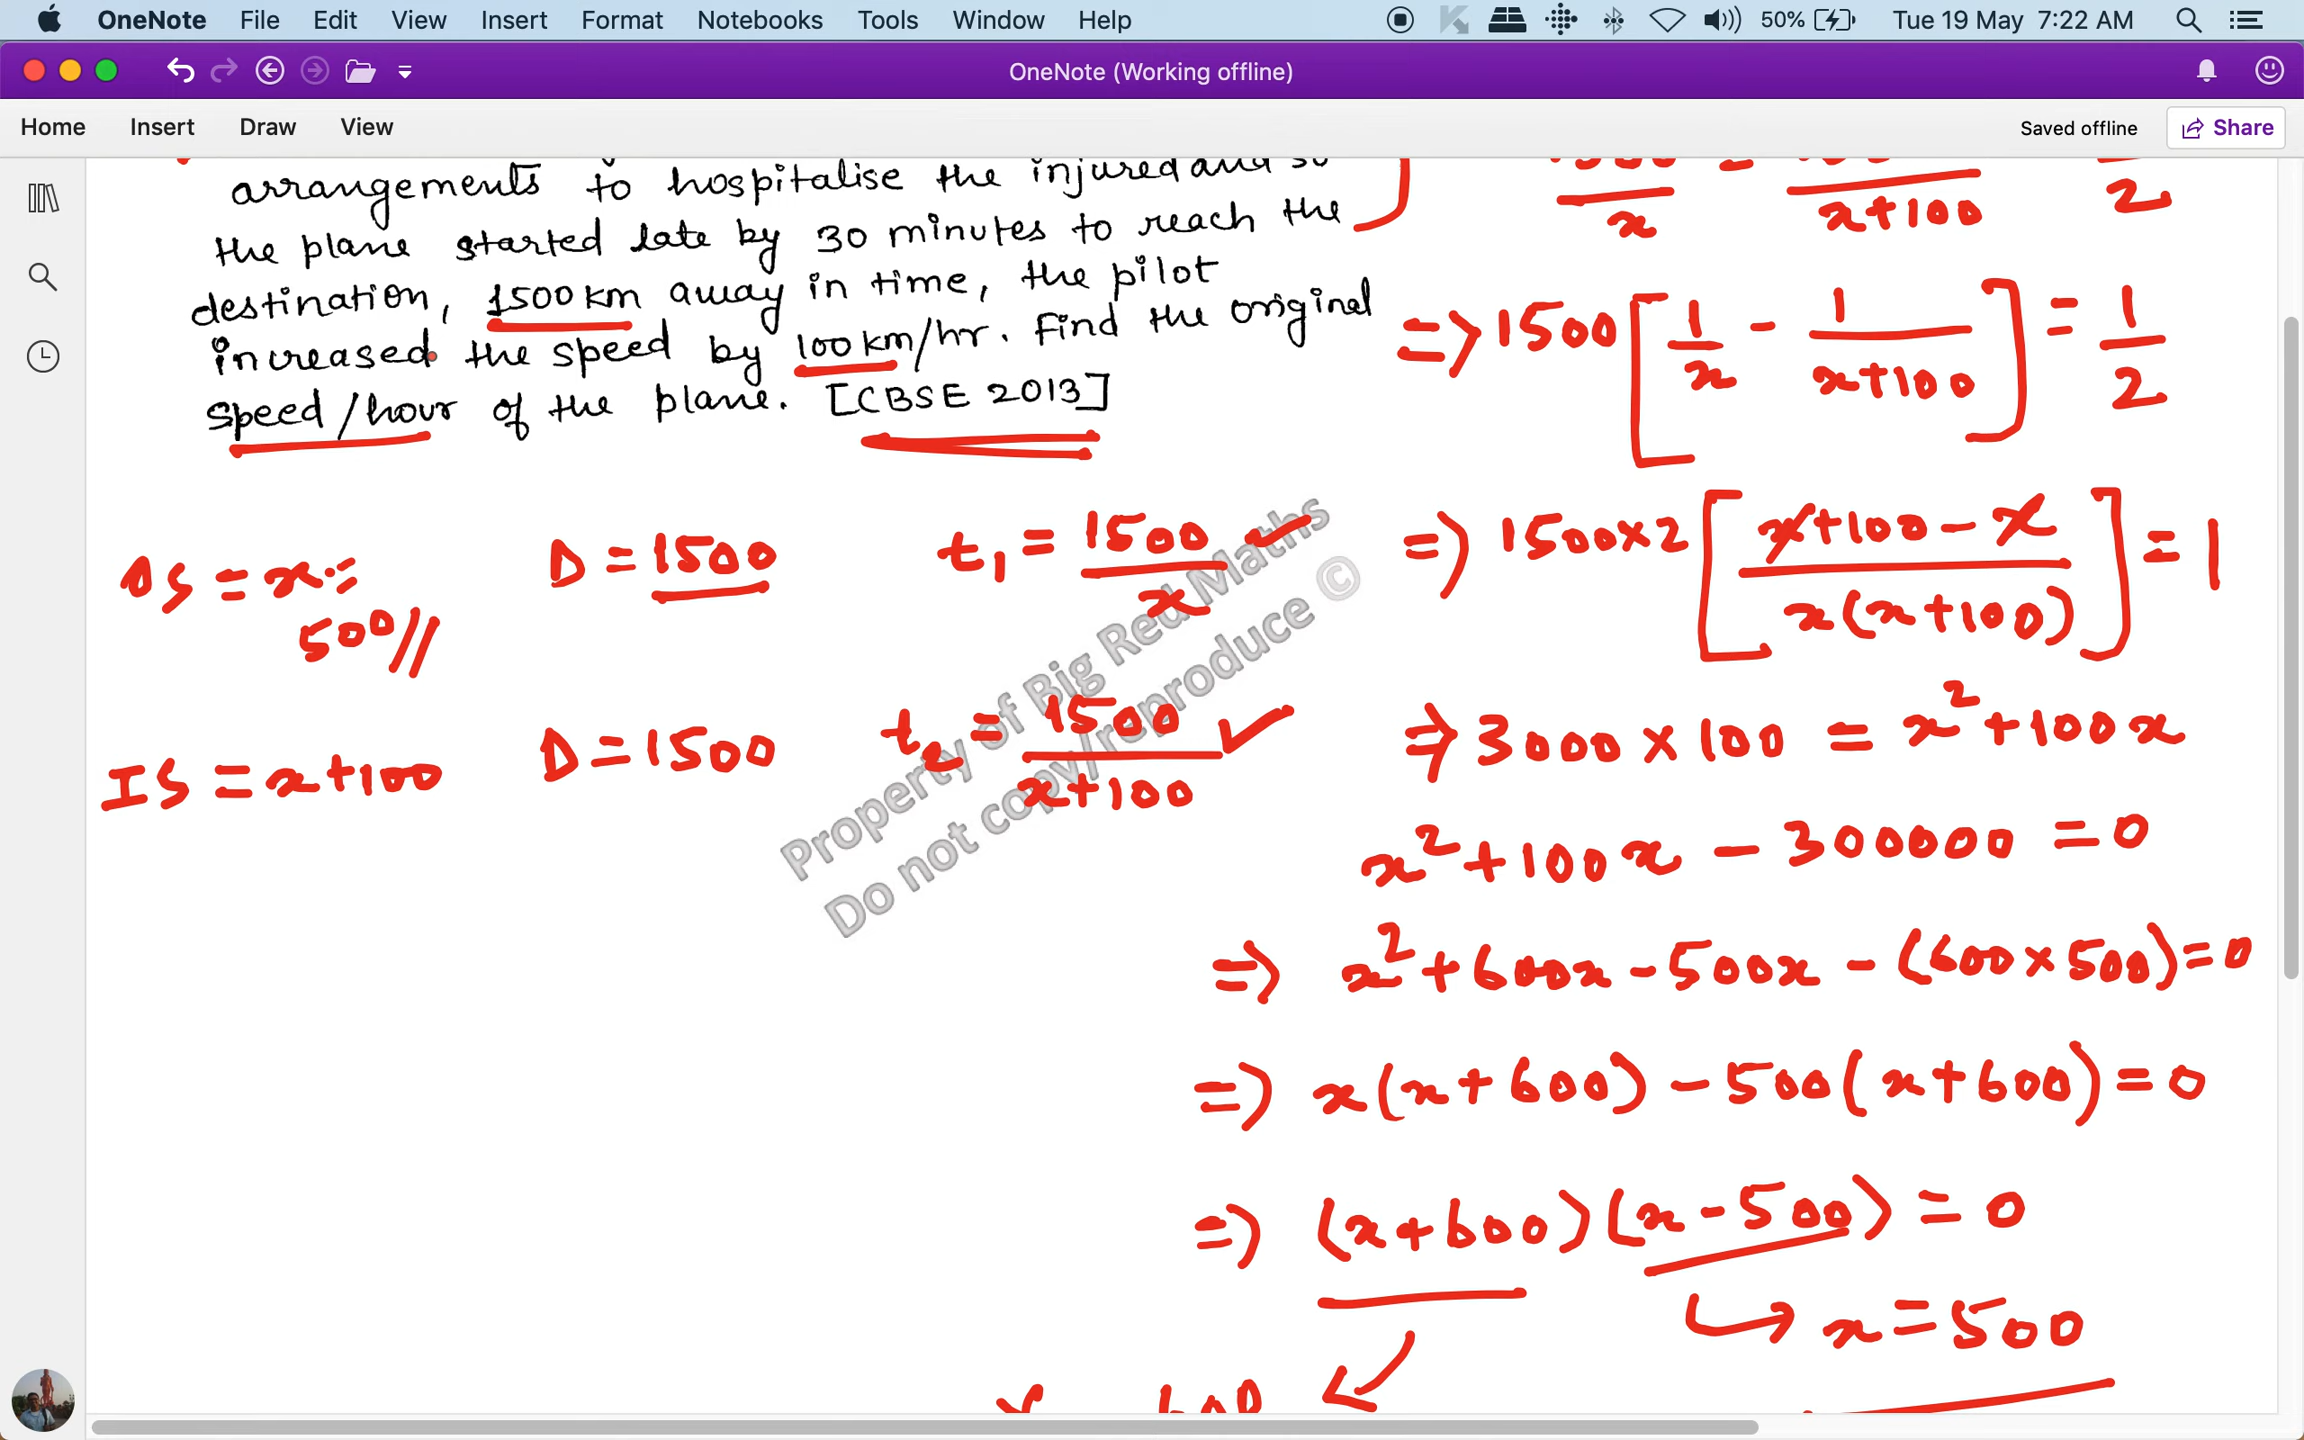 OneNote File Edit View Insert Format Notebooks Tools Window Help 50% Tue 19 May 7:22 AM
OneNote (Working offline)
Home Insert Draw View Saved offline Share
arrangements to hospitalise the injured and so
the plane started late by 30 minutes to reach the
destination, 1500 km away in time, the pilot
increased the speed by 100 km/hr. Find the original
speed/hour of the plane. [CBSE 2013]
OS = x = 500//
D = 1500
t₁ = 1500/x
IS = x+100
D = 1500
t₂ = 1500/(x+100)
Property of Big Red Maths
Do not copy/reproduce ©
x = x+100 2
=> 1500 [1/x - 1/(x+100)] = 1/2
=> 1500×2 [(x+100-x)/(x(x+100))] = 1
=> 3000 × 100 = x² + 100x
x² + 100x - 300000 = 0
=> x² + 600x - 500x - (600×500) = 0
=> x(x+600) - 500(x+600) = 0
=> (x+600)(x-500) = 0
x = 500